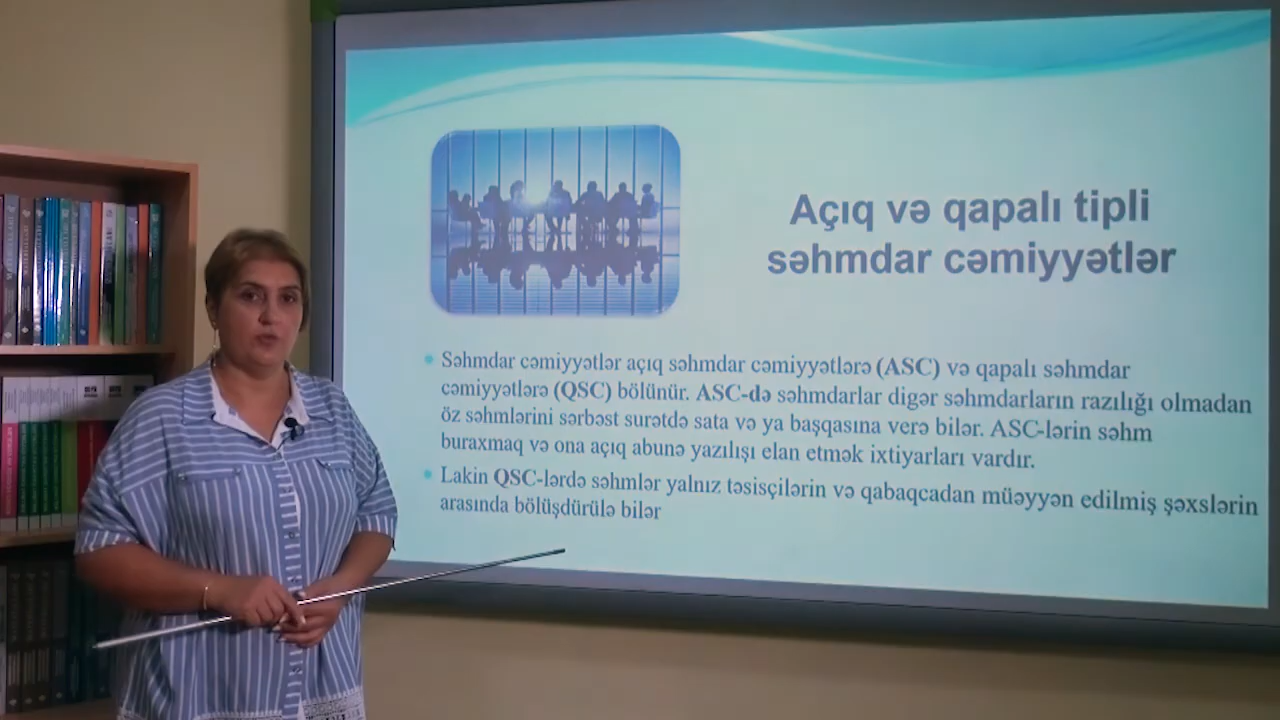 Açıq və qapalı tipli
səhmdar cəmiyyətlər
Səhmdar cəmiyyətlər açıq səhmdar cəmiyyətlərə (ASC) və qapalı səhmdar
cəmiyyətlərə (QSC) bölünür. ASC-də səhmdarlar digər səhmdarların razılığı olmadan
öz səhmlərini sərbəst surətdə sata və ya başqasına verə bilər. ASC-lərin səhm
buraxmaq və ona açıq abunə yazılışı elan etmək ixtiyarları vardır.
Lakin QSC-lərdə səhmlər yalnız təsisçilərin və qabaqcadan müəyyən edilmiş şəxslərin
arasında bölüşdürülə bilər